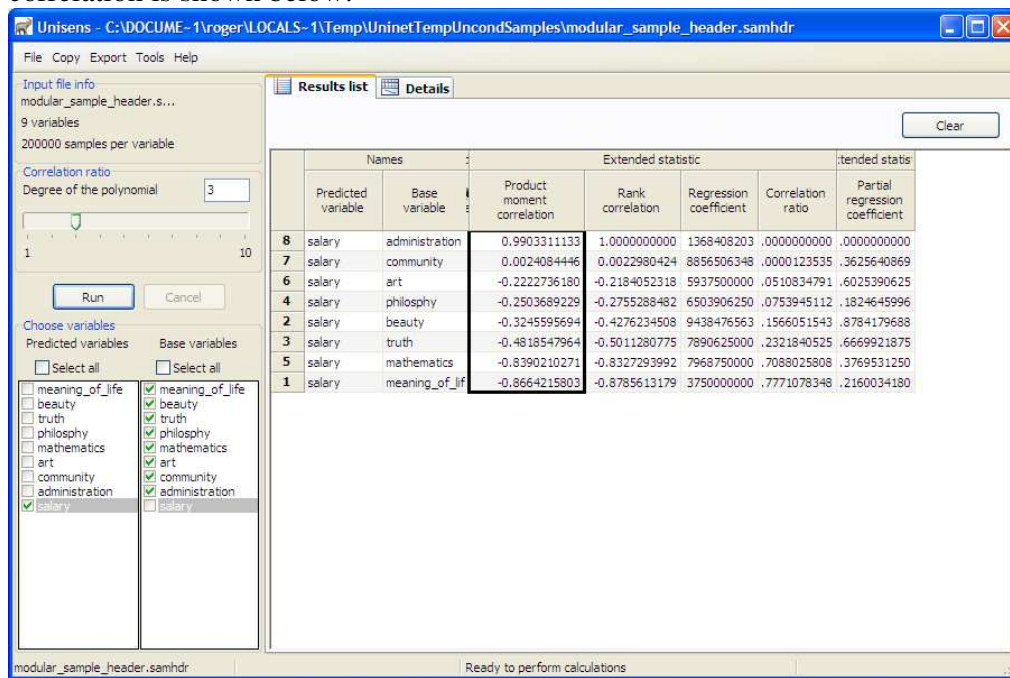 Unisens - C:\DOCUME~1\roger\LOCALS~1\Temp\UninetTempUncondSamples\modular_sample_header.samhdr
File Copy Export Tools Help
Input file info
modular_sample_header.s...
9 variables
200000 samples per variable
Correlation ratio
Degree of the polynomial 3
1 10
Run Cancel
Choose variables
Predicted variables Base variables
Select all Select all
meaning_of_life meaning_of_life
beauty beauty
truth truth
philosphy philosphy
mathematics mathematics
art art
community community
administration administration
salary salary
Results list Details
Clear
Names Extended statistic :tended statis
Predicted variable Base variable Product moment correlation Rank correlation Regression coefficient Correlation ratio Partial regression coefficient
8 salary administration 0.9903311133 1.0000000000 1368408203 .0000000000 .0000000000
7 salary community 0.0024084446 0.0022980424 8856506348 .0000123535 .3625640869
6 salary art -0.2222736180 -0.2184052318 5937500000 .0510834791 .6025390625
4 salary philosphy -0.2503689229 -0.2755288482 6503906250 .0753945112 .1824645996
2 salary beauty -0.3245595694 -0.4276234508 9438476563 .1566051543 .8784179688
3 salary truth -0.4818547964 -0.5011280775 7890625000 .2321840525 .6669921875
5 salary mathematics -0.8390210271 -0.8327293992 7968750000 .7088025808 .3769531250
1 salary meaning_of_lif -0.8664215803 -0.8785613179 3750000000 .7771078348 .2160034180
modular_sample_header.samhdr Ready to perform calculations